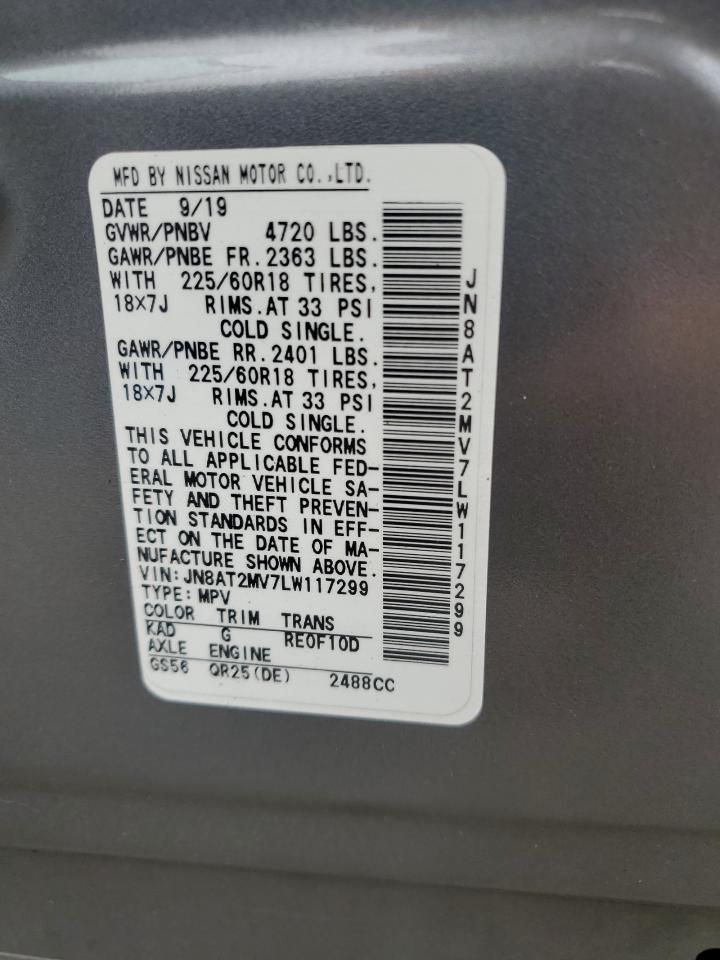 MFD BY NISSAN MOTOR CO.,LTD.
DATE 9/19
GVWR/PNBV 4720 LBS.
GAWR/PNBE FR.2363 LBS.
WITH 225/60R18 TIRES,
18×7J RIMS.AT 33 PSI
COLD SINGLE.
GAWR/PNBE RR.2401 LBS.
WITH 225/60R18 TIRES,
18×7J RIMS.AT 33 PSI
COLD SINGLE.
THIS VEHICLE CONFORMS
TO ALL APPLICABLE FED-
ERAL MOTOR VEHICLE SA-
FETY AND THEFT PREVEN-
TION STANDARDS IN EFF-
ECT ON THE DATE OF MA-
NUFACTURE SHOWN ABOVE.
VIN:JN8AT2MV7LW117299
TYPE:MPV
COLOR TRIM TRANS
KAD G RE0F10D
AXLE ENGINE
GS56 QR25(DE) 2488CC
JN8AT2MV7LW117299